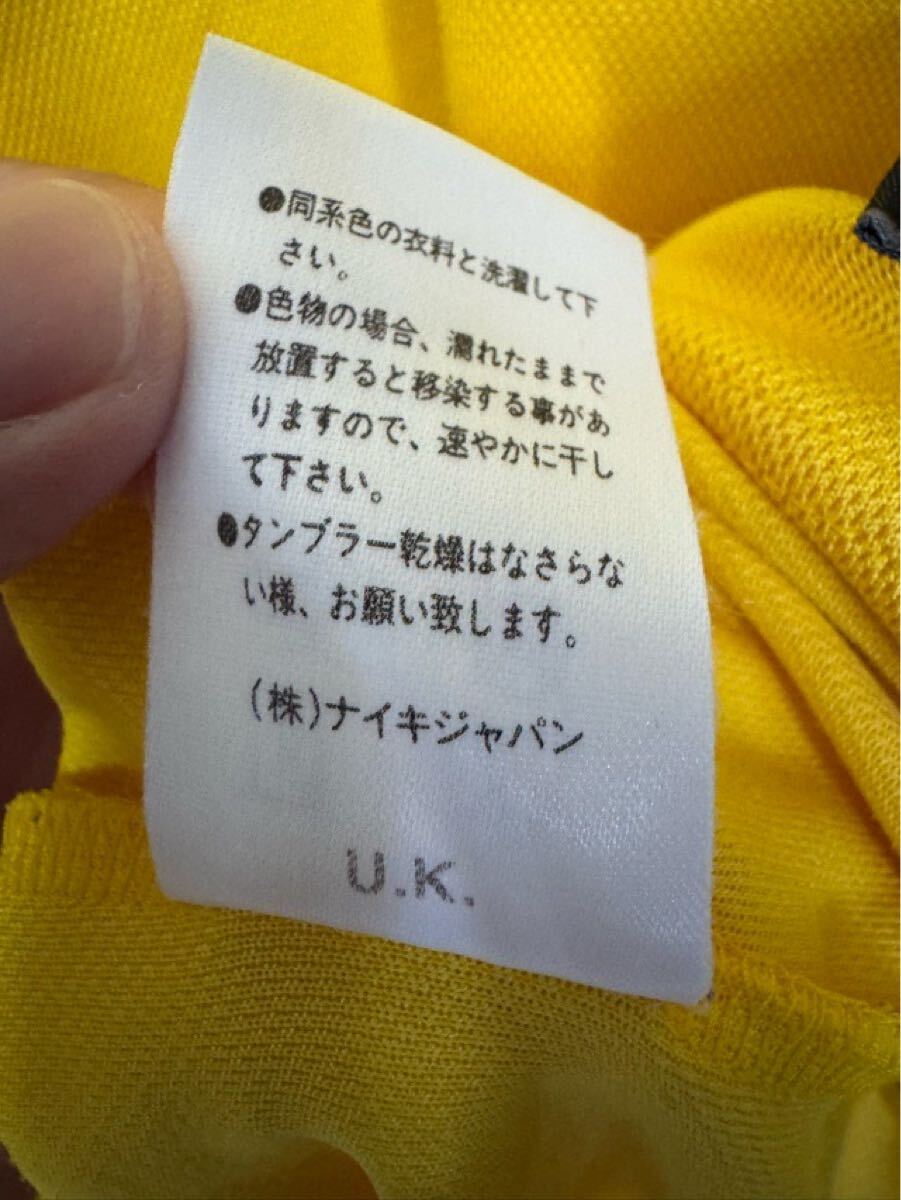 ●同系色の衣料と洗濯して下
さい。
●色物の場合、濡れたままで
放置すると移染する事があ
りますので、速やかに干し
て下さい。
●タンブラー乾燥はなさらな
い様、お願い致します。
(株)ナイキジャパン
U.K.